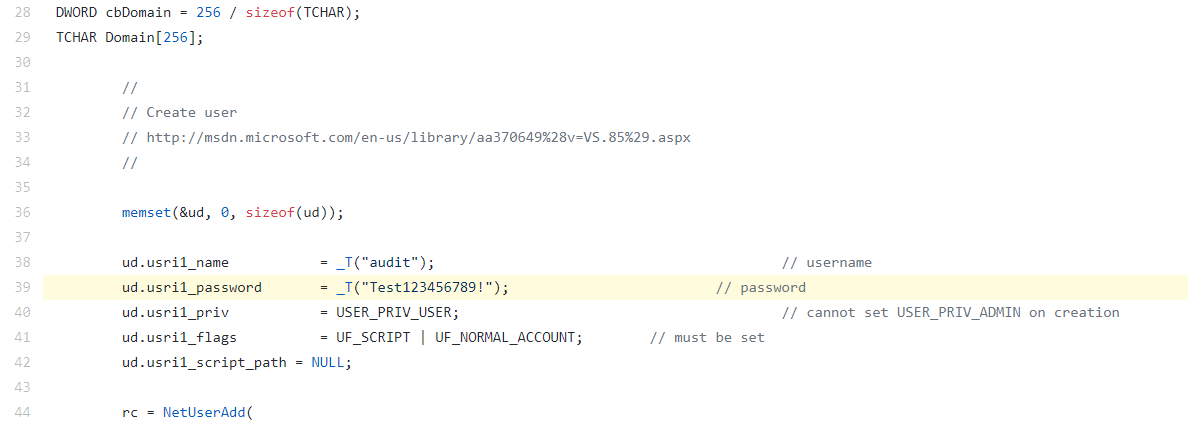 28 DWORD cbDomain = 256 / sizeof(TCHAR);
29 TCHAR Domain[256];
30
31 //
32 // Create user
33 // http://msdn.microsoft.com/en-us/library/aa370649%28v=VS.85%29.aspx
34 //
35
36 memset(&ud, 0, sizeof(ud));
37
38 ud.usri1_name = _T("audit"); // username
39 ud.usri1_password = _T("Test123456789!"); // password
40 ud.usri1_priv = USER_PRIV_USER; // cannot set USER_PRIV_ADMIN on creation
41 ud.usri1_flags = UF_SCRIPT | UF_NORMAL_ACCOUNT; // must be set
42 ud.usri1_script_path = NULL;
43
44 rc = NetUserAdd(